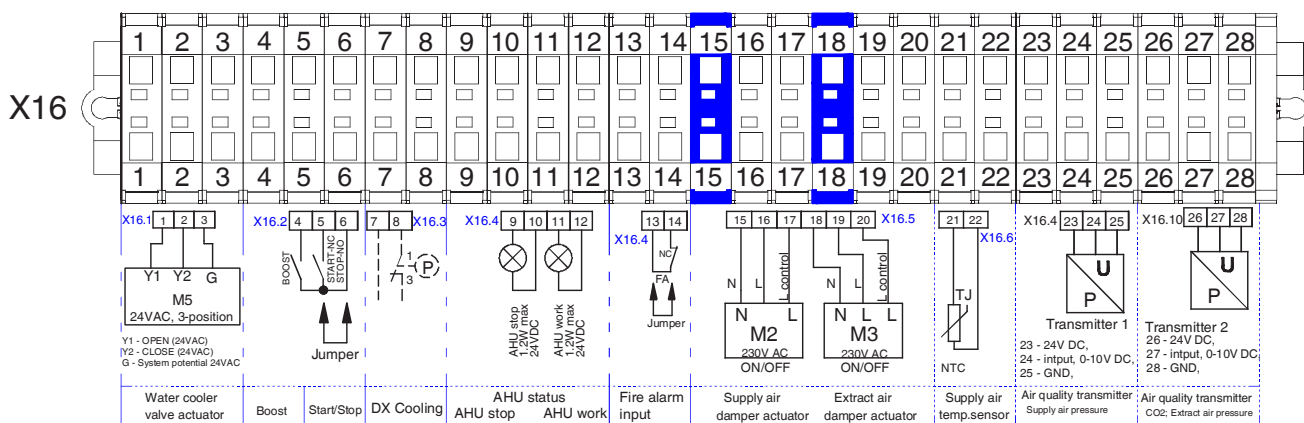 1 2 3 4 5 6 7 8 9 10 11 12 13 14 15 16 17 18 19 20 21 22 23 24 25 26 27 28
X16
1 2 3 4 5 6 7 8 9 10 11 12 13 14 15 16 17 18 19 20 21 22 23 24 25 26 27 28
X16.1 1 2 3
X16.2 4 5 6
7 8 X16.3
X16.4 9 10 11 12
13 14
X16.4
15 16 17 18 19 20 X16.5
21 22
X16.6
X16.4 23 24 25
X16.10 26 27 28
Y1 Y2 G
M5
24VAC, 3-position
Y1 - OPEN (24VAC)
Y2 - CLOSE (24VAC)
G - System potential 24VAC
BOOST
START-NC
STOP-NO
Jumper
1
3
P
AHU stop
1.2W max
24VDC
AHU work
1.2W max
24VDC
NC
FA
Jumper
N L L control
N L
M2
230V AC
ON/OFF
N L L control
N L
M3
230V AC
ON/OFF
TJ
NTC
U
P
Transmitter 1
23 - 24V DC,
24 - intput, 0-10V DC,
25 - GND,
U
P
Transmitter 2
26 - 24V DC,
27 - intput, 0-10V DC
28 - GND,
Water cooler
valve actuator
Boost
Start/Stop
DX Cooling
AHU status
AHU stop AHU work
Fire alarm
input
Supply air
damper actuator
Extract air
damper actuator
Supply air
temp.sensor
Air quality transmitter
Supply air pressure
Air quality transmitter
CO2; Extract air pressure